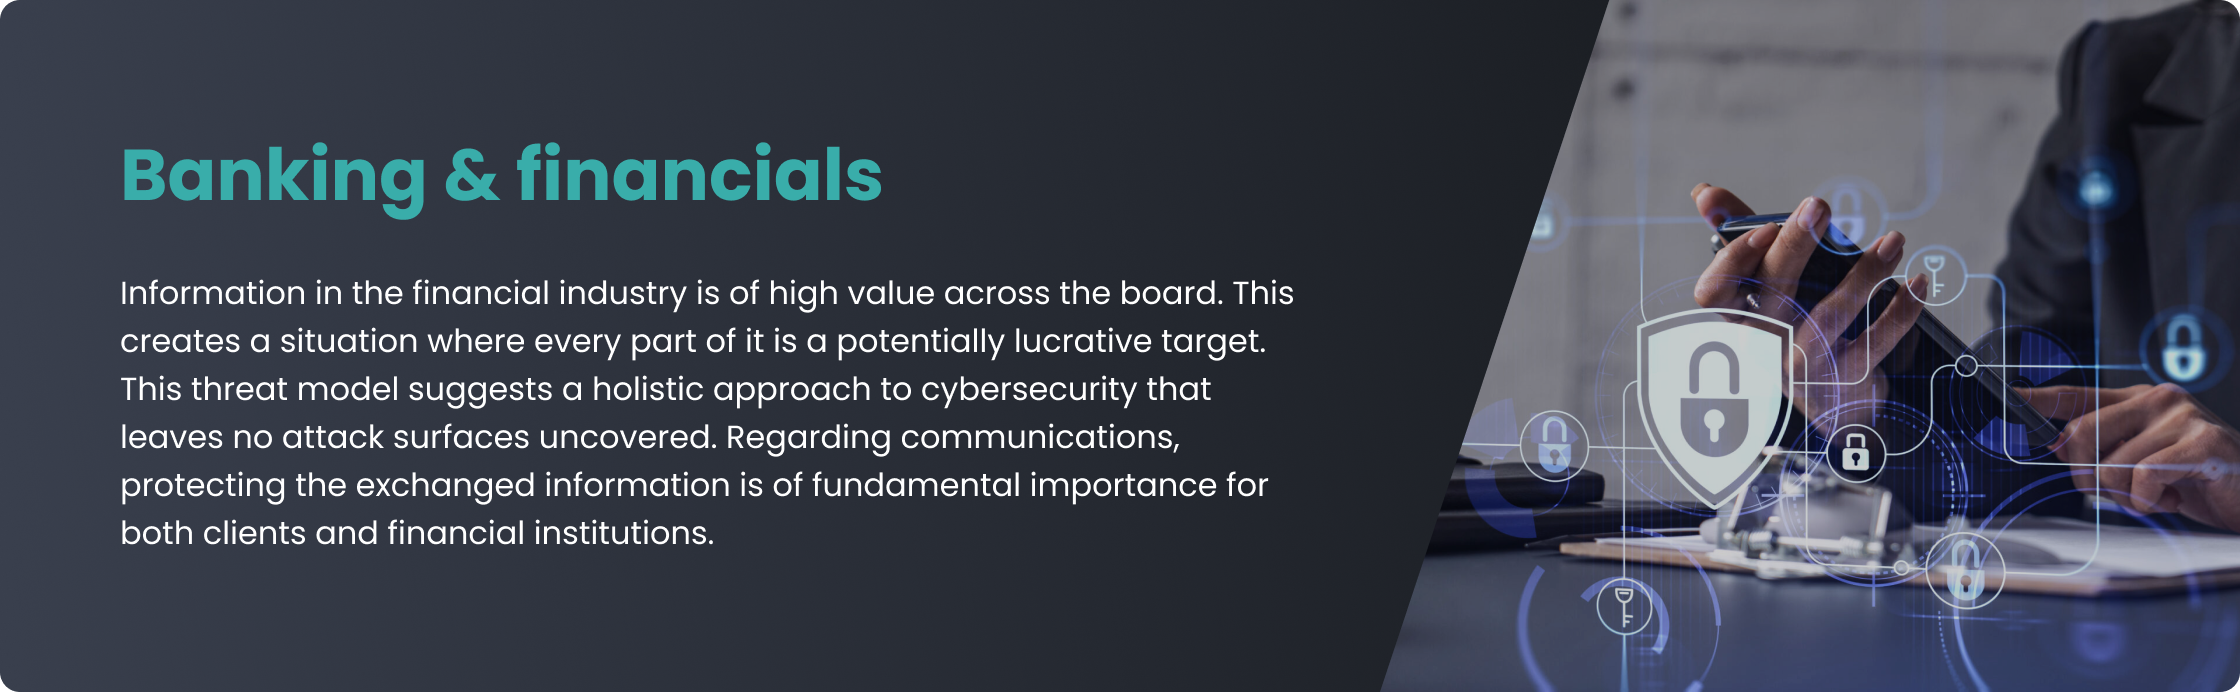 Banking & financials
Information in the financial industry is of high value across the board. This
creates a situation where every part of it is a potentially lucrative target.
This threat model suggests a holistic approach to cybersecurity that
leaves no attack surfaces uncovered. Regarding communications,
protecting the exchanged information is of fundamental importance for
both clients and financial institutions.